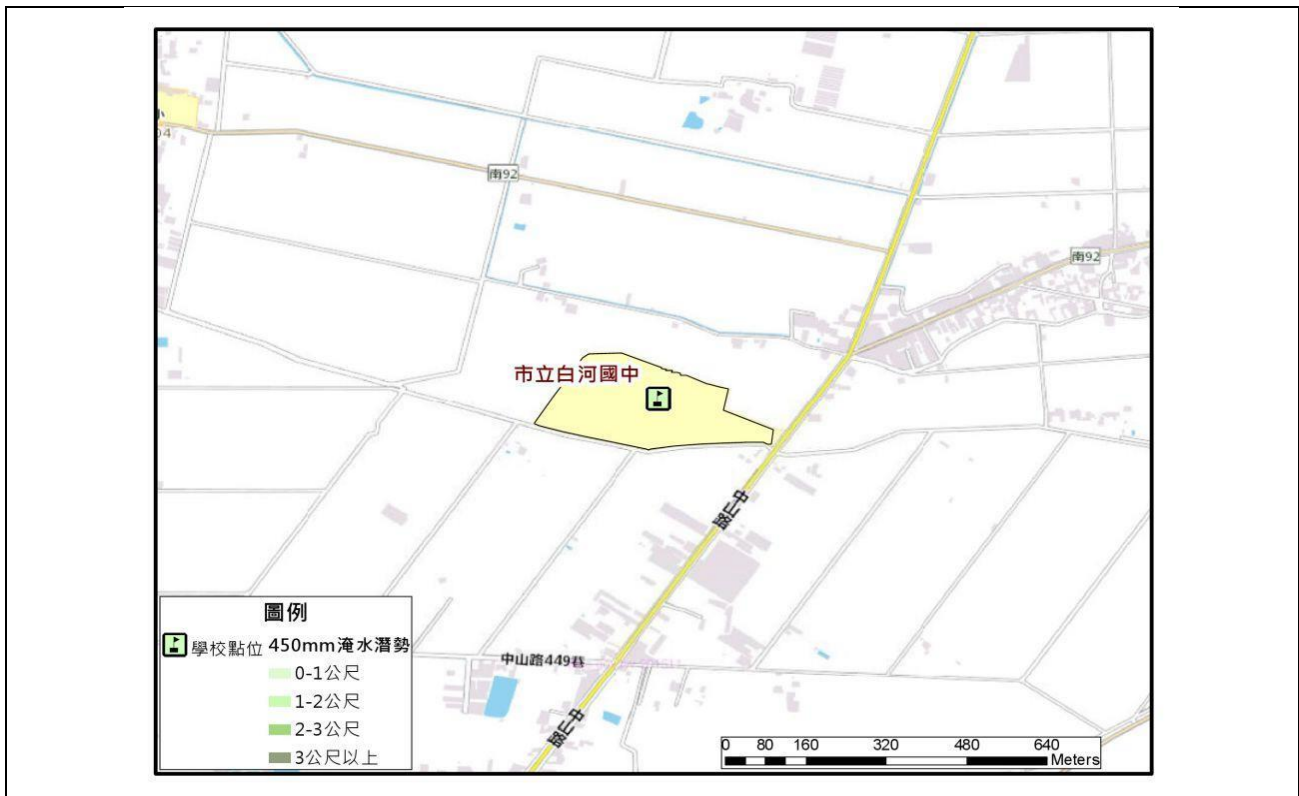 小
94
南92
南92
市立白河國中
中山路
圖例
學校點位 450mm淹水潛勢
0-1公尺
1-2公尺
2-3公尺
3公尺以上
中山路449巷
中山路
0 80 160 320 480 640
Meters